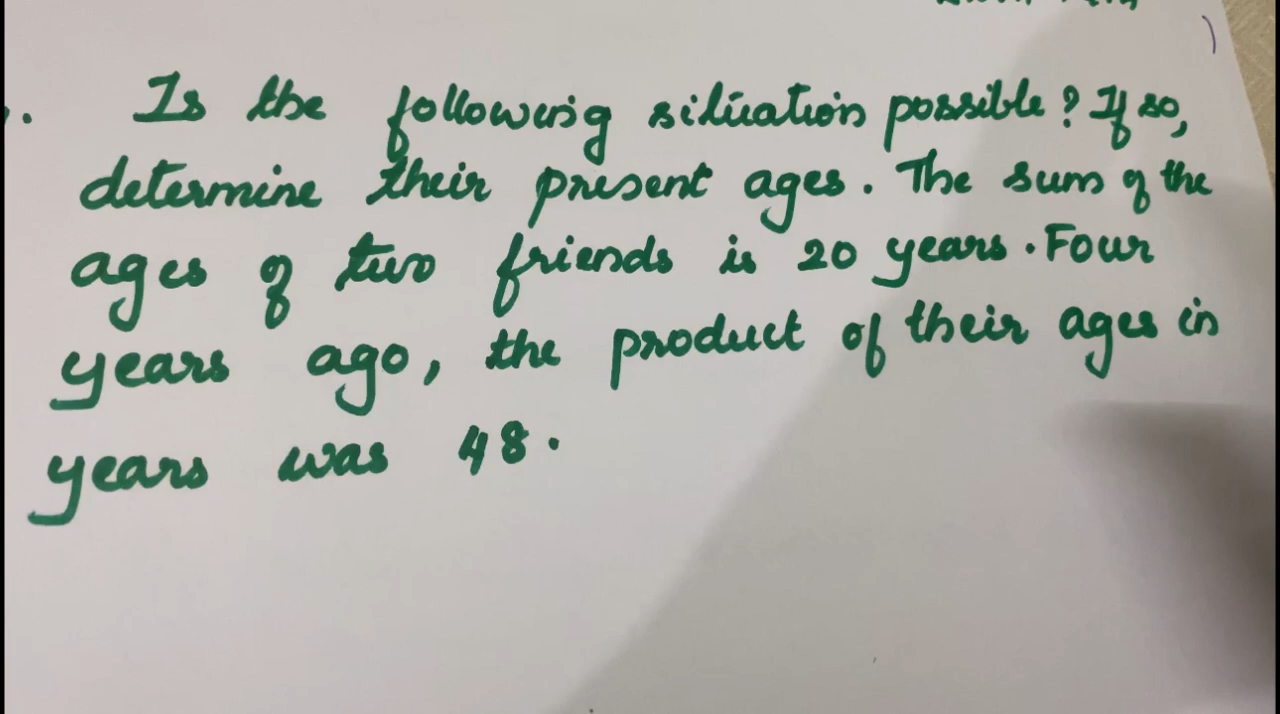 . Is the following situation possible? If so,
determine their present ages. The sum of the
ages of two friends is 20 years. Four
years ago, the product of their ages in
years was 48.